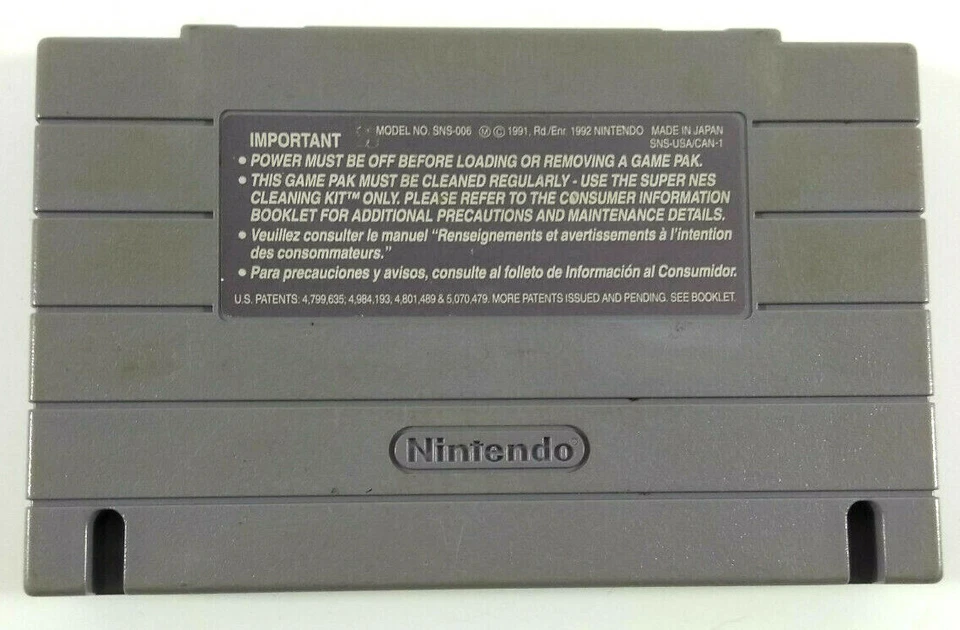 IMPORTANT MODEL NO. SNS-006 Ⓜ Ⓒ 1991, Rd./Enr. 1992 NINTENDO MADE IN JAPAN
SNS-USA/CAN-1
• POWER MUST BE OFF BEFORE LOADING OR REMOVING A GAME PAK.
• THIS GAME PAK MUST BE CLEANED REGULARLY - USE THE SUPER NES
CLEANING KIT™ ONLY. PLEASE REFER TO THE CONSUMER INFORMATION
BOOKLET FOR ADDITIONAL PRECAUTIONS AND MAINTENANCE DETAILS.
• Veuillez consulter le manuel “Renseignements et avertissements à l’intention
des consommateurs.”
• Para precauciones y avisos, consulte al folleto de Información al Consumidor.
U.S. PATENTS: 4,799,635; 4,984,193; 4,801,489 & 5,070,479. MORE PATENTS ISSUED AND PENDING. SEE BOOKLET.
Nintendo®